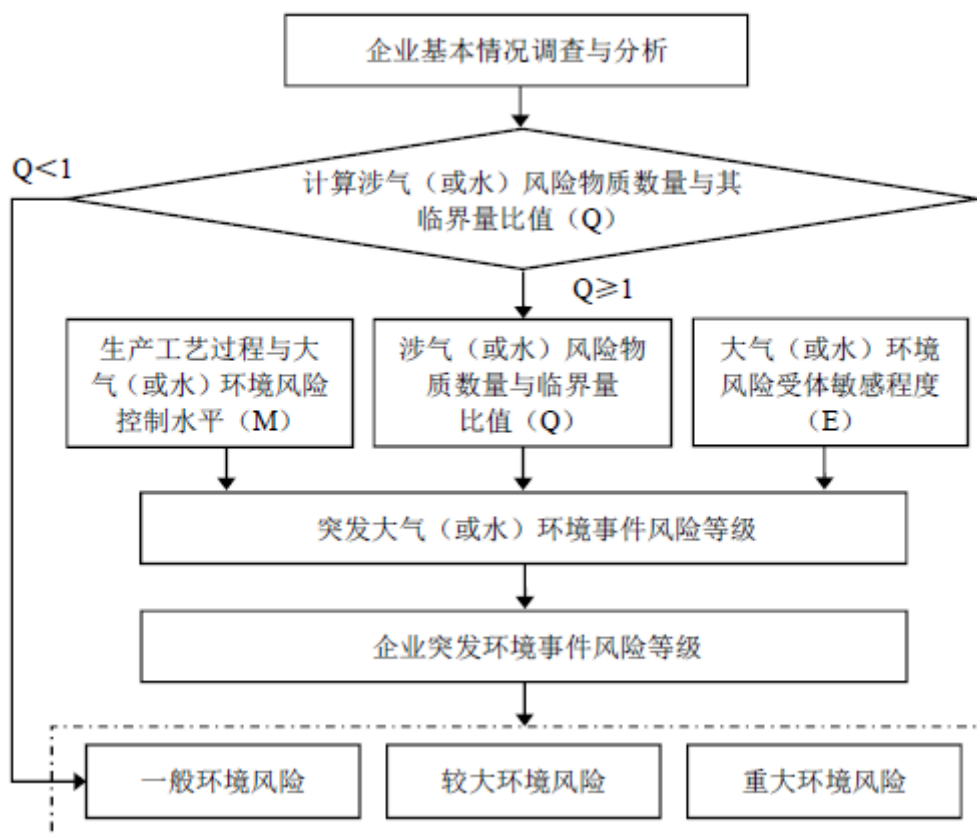 企业基本情况调查与分析
Q<1
计算涉气（或水）风险物质数量与其
临界量比值（Q）
Q≥1
生产工艺过程与大
气（或水）环境风险
控制水平（M）
涉气（或水）风险物
质数量与临界量
比值（Q）
大气（或水）环境
风险受体敏感程度
（E）
突发大气（或水）环境事件风险等级
企业突发环境事件风险等级
一般环境风险
较大环境风险
重大环境风险